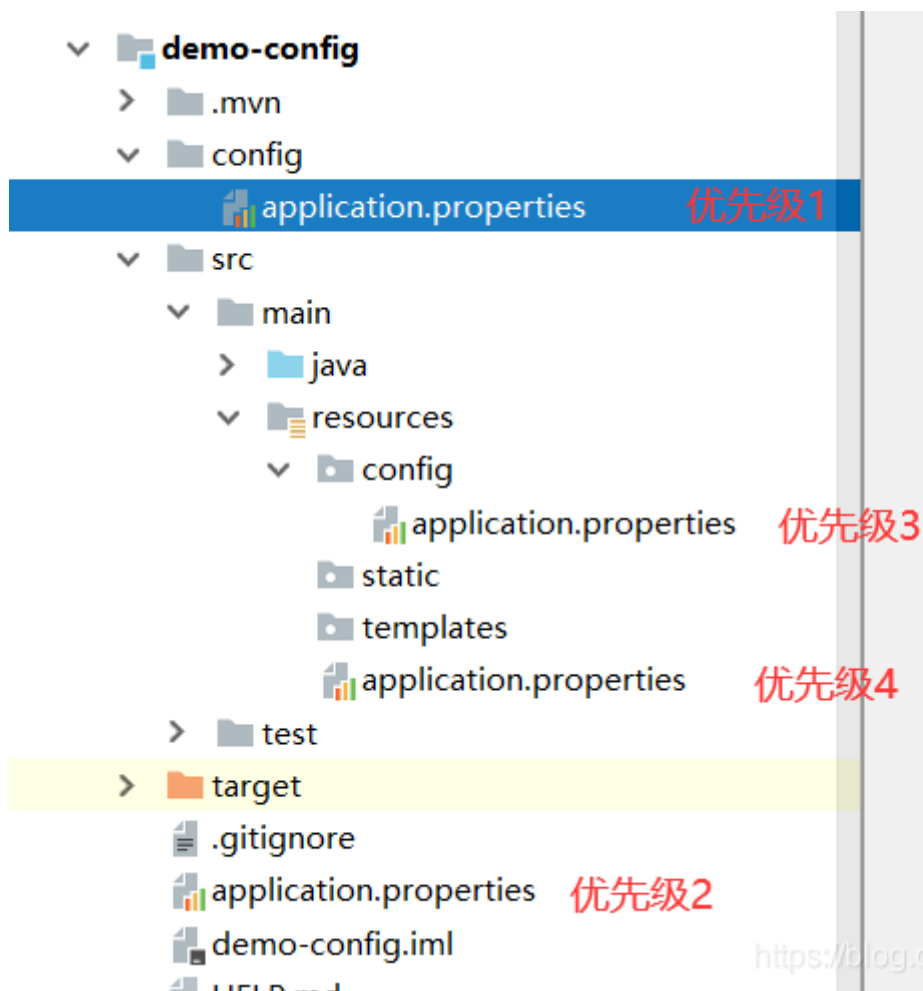 demo-config
.mvn
config
application.properties 优先级1
src
main
java
resources
config
application.properties 优先级3
static
templates
application.properties 优先级4
test
target
.gitignore
application.properties 优先级2
demo-config.iml
https://blog.c